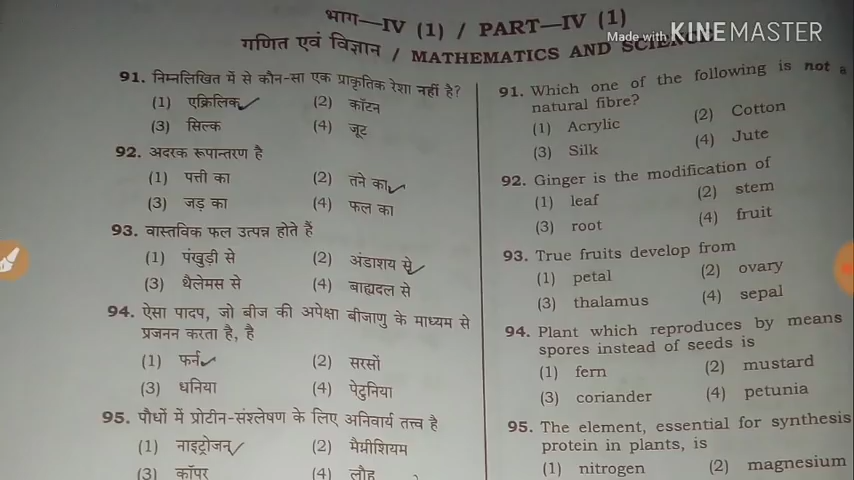 भाग—IV (1) / PART—IV (1)
Made with KINEMASTER
गणित एवं विज्ञान / MATHEMATICS AND SCIENCE
91. निम्नलिखित में से कौन-सा एक प्राकृतिक रेशा नहीं है?
(1) एक्रिलिक (2) कॉटन
(3) सिल्क (4) जूट
92. अदरक रूपान्तरण है
(1) पत्ती का (2) तने का
(3) जड़ का (4) फल का
93. वास्तविक फल उत्पन्न होते हैं
(1) पंखुड़ी से (2) अंडाशय से
(3) थैलेमस से (4) बाह्यदल से
94. ऐसा पादप, जो बीज की अपेक्षा बीजाणु के माध्यम से
प्रजनन करता है, है
(1) फर्न (2) सरसों
(3) धनिया (4) पेटुनिया
95. पौधों में प्रोटीन-संश्लेषण के लिए अनिवार्य तत्त्व है
(1) नाइट्रोजन (2) मैग्नीशियम
(3) कॉपर (4) लौह
91. Which one of the following is not a
natural fibre?
(1) Acrylic (2) Cotton
(3) Silk (4) Jute
92. Ginger is the modification of
(1) leaf (2) stem
(3) root (4) fruit
93. True fruits develop from
(1) petal (2) ovary
(3) thalamus (4) sepal
94. Plant which reproduces by means
spores instead of seeds is
(1) fern (2) mustard
(3) coriander (4) petunia
95. The element, essential for synthesis
protein in plants, is
(1) nitrogen (2) magnesium